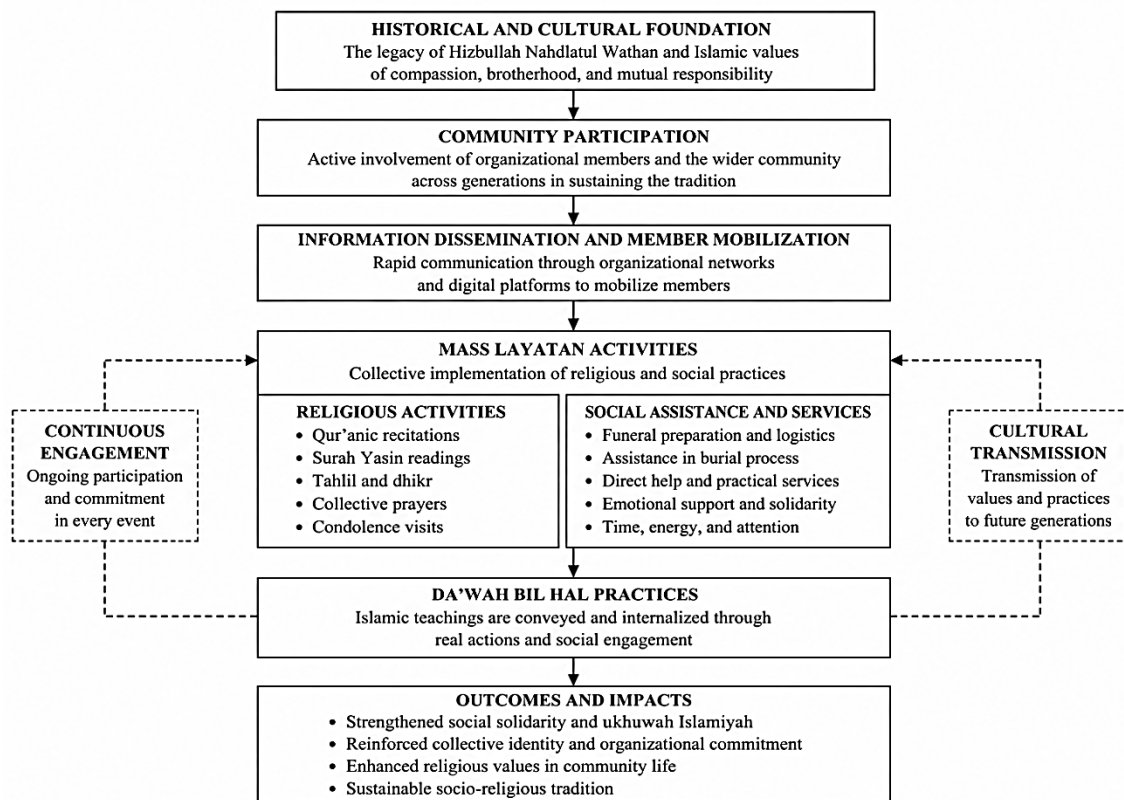 HISTORICAL AND CULTURAL FOUNDATION
The legacy of Hizbullah Nahdlatul Wathan and Islamic values
of compassion, brotherhood, and mutual responsibility
COMMUNITY PARTICIPATION
Active involvement of organizational members and the wider community
across generations in sustaining the tradition
INFORMATION DISSEMINATION AND MEMBER MOBILIZATION
Rapid communication through organizational networks
and digital platforms to mobilize members
MASS LAYATAN ACTIVITIES
Collective implementation of religious and social practices
RELIGIOUS ACTIVITIES
• Qur’anic recitations
• Surah Yasin readings
• Tahlil and dhikr
• Collective prayers
• Condolence visits
SOCIAL ASSISTANCE AND SERVICES
• Funeral preparation and logistics
• Assistance in burial process
• Direct help and practical services
• Emotional support and solidarity
• Time, energy, and attention
CONTINUOUS
ENGAGEMENT
Ongoing participation
and commitment
in every event
CULTURAL
TRANSMISSION
Transmission of
values and practices
to future generations
DA’WAH BIL HAL PRACTICES
Islamic teachings are conveyed and internalized through
real actions and social engagement
OUTCOMES AND IMPACTS
• Strengthened social solidarity and ukhuwah Islamiyah
• Reinforced collective identity and organizational commitment
• Enhanced religious values in community life
• Sustainable socio-religious tradition